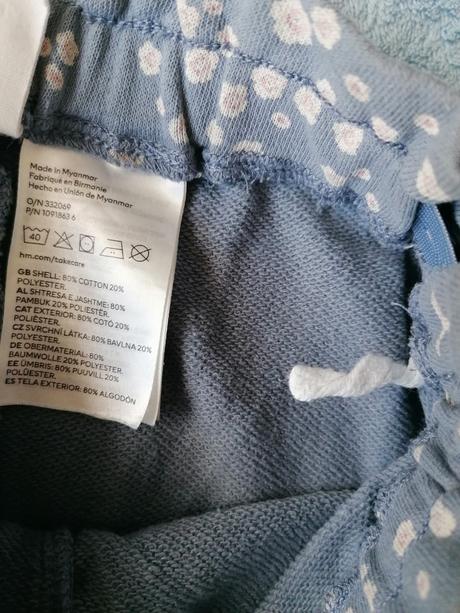 Made in Myanmar
Fabriqué en Birmanie
Hecho en Unión de Myanmar
O/N 332069
P/N 1091863 6
40
hm.com/takecare
GB SHELL: 80% COTTON 20%
POLYESTER.
AL SHTRESA E JASHTME: 80%
PAMBUK 20% POLIESTËR.
CAT EXTERIOR: 80% COTÓ 20%
POLIÈSTER.
CZ SVRCHNÍ LÁTKA: 80% BAVLNA 20%
POLYESTER.
DE OBERMATERIAL: 80%
BAUMWOLLE 20% POLYESTER.
EE ÜMBRIS: 80% PUUVILL 20%
POLÜESTER.
ES TELA EXTERIOR: 80% ALGODÓN